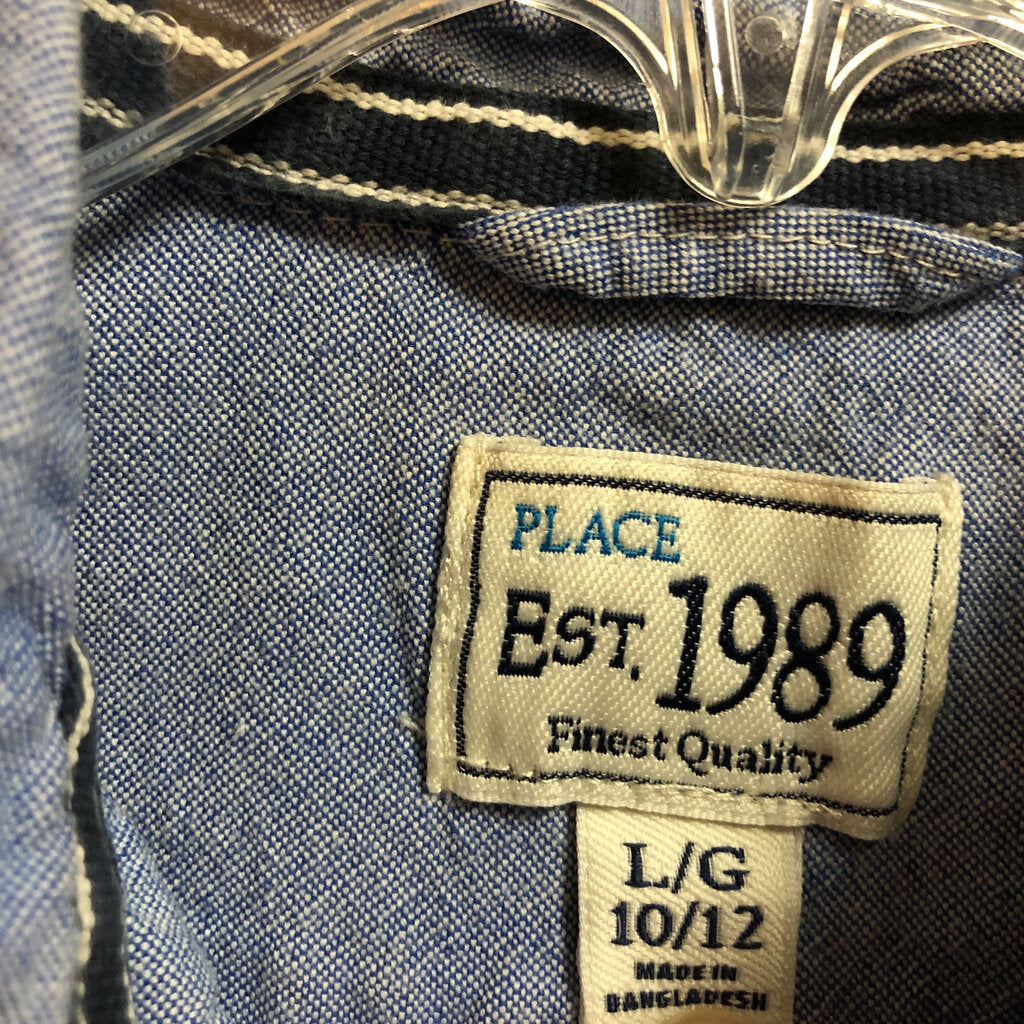 PLACE
EST. 1989
Finest Quality
L/G
10/12
MADE IN
BANGLADESH